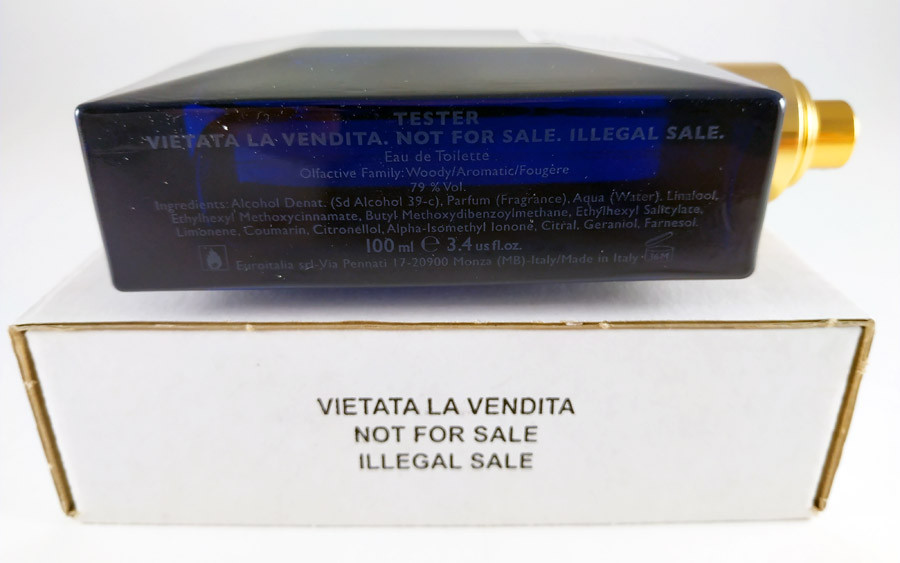 TESTER
VIETATA LA VENDITA. NOT FOR SALE. ILLEGAL SALE.
Eau de Toilette
Olfactive Family: Woody/Aromatic/Fougère
79 % Vol.
Ingredients: Alcohol Denat. (Sd Alcohol 39-c), Parfum (Fragrance), Aqua (Water), Linalool,
Ethylhexyl Methoxycinnamate, Butyl Methoxydibenzoylmethane, Ethylhexyl Salicylate,
Limonene, Coumarin, Citronellol, Alpha-Isomethyl Ionone, Citral, Geraniol, Farnesol.
100 ml ℮ 3.4 us fl.oz.
Euroitalia srl-Via Pennati 17-20900 Monza (MB)-Italy/Made in Italy - 36M
VIETATA LA VENDITA
NOT FOR SALE
ILLEGAL SALE